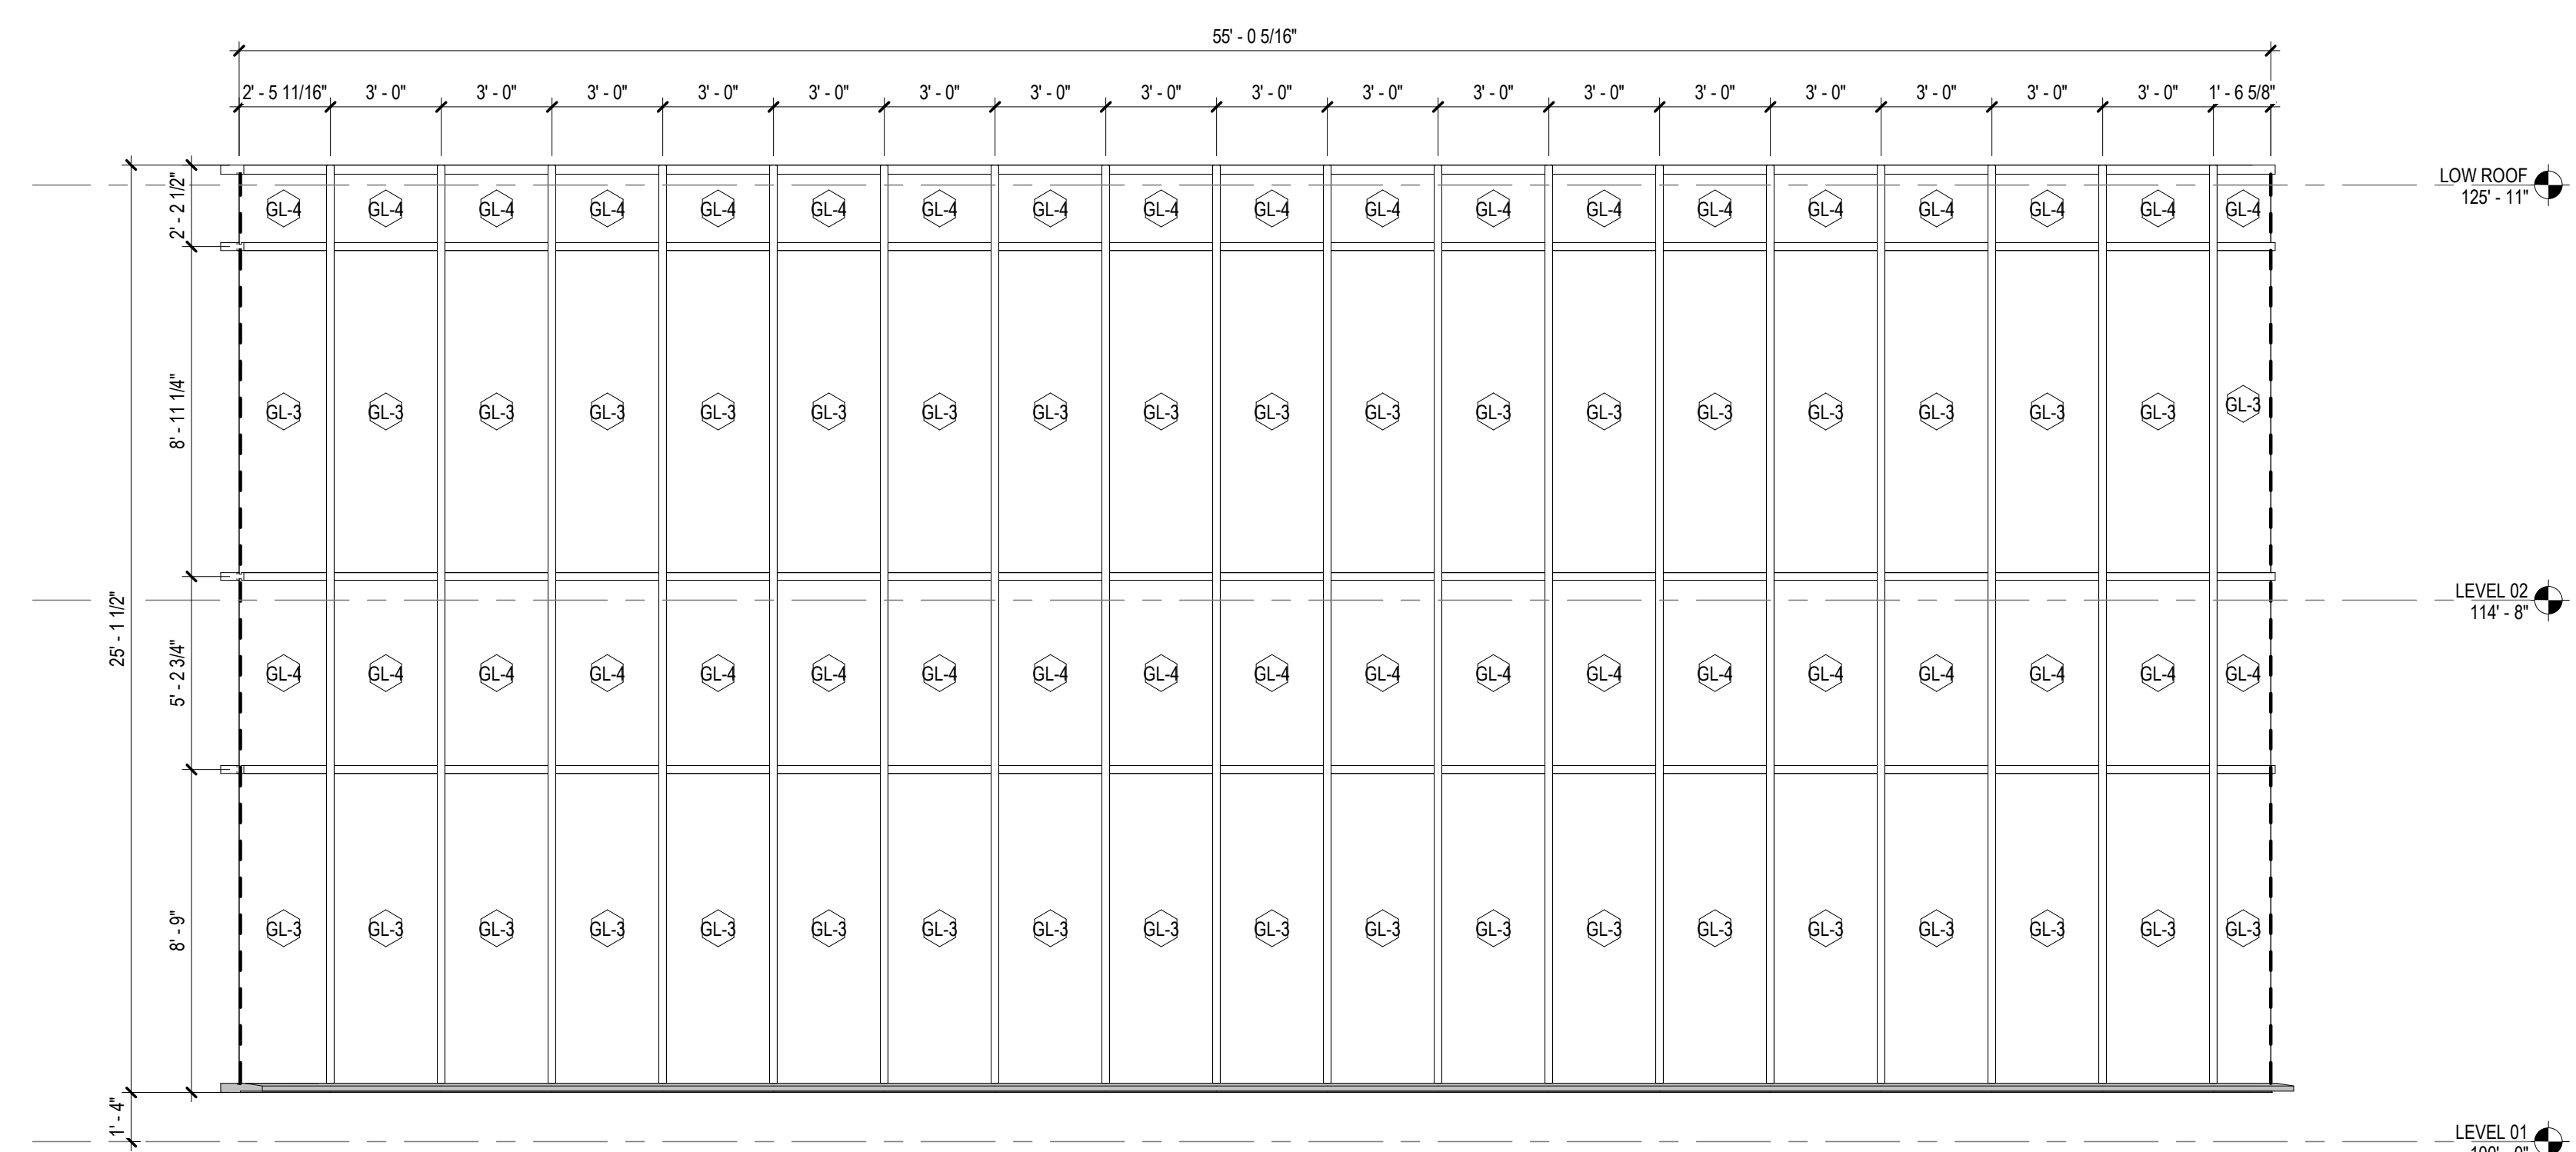 55' - 0 5/16"
2' - 5 11/16" 3' - 0" 3' - 0" 3' - 0" 3' - 0" 3' - 0" 3' - 0" 3' - 0" 3' - 0" 3' - 0" 3' - 0" 3' - 0" 3' - 0" 3' - 0" 3' - 0" 3' - 0" 3' - 0" 3' - 0" 1' - 6 5/8"
LOW ROOF
125' - 11"
2' - 2 1/2"
GL-4 GL-4 GL-4 GL-4 GL-4 GL-4 GL-4 GL-4 GL-4 GL-4 GL-4 GL-4 GL-4 GL-4 GL-4 GL-4 GL-4 GL-4 GL-4
8' - 11 1/4"
GL-3 GL-3 GL-3 GL-3 GL-3 GL-3 GL-3 GL-3 GL-3 GL-3 GL-3 GL-3 GL-3 GL-3 GL-3 GL-3 GL-3 GL-3 GL-3
LEVEL 02
114' - 8"
25' - 1 1/2"
5' - 2 3/4"
GL-4 GL-4 GL-4 GL-4 GL-4 GL-4 GL-4 GL-4 GL-4 GL-4 GL-4 GL-4 GL-4 GL-4 GL-4 GL-4 GL-4 GL-4 GL-4
8' - 9"
GL-3 GL-3 GL-3 GL-3 GL-3 GL-3 GL-3 GL-3 GL-3 GL-3 GL-3 GL-3 GL-3 GL-3 GL-3 GL-3 GL-3 GL-3 GL-3
1' - 4"
LEVEL 01
100' - 0"